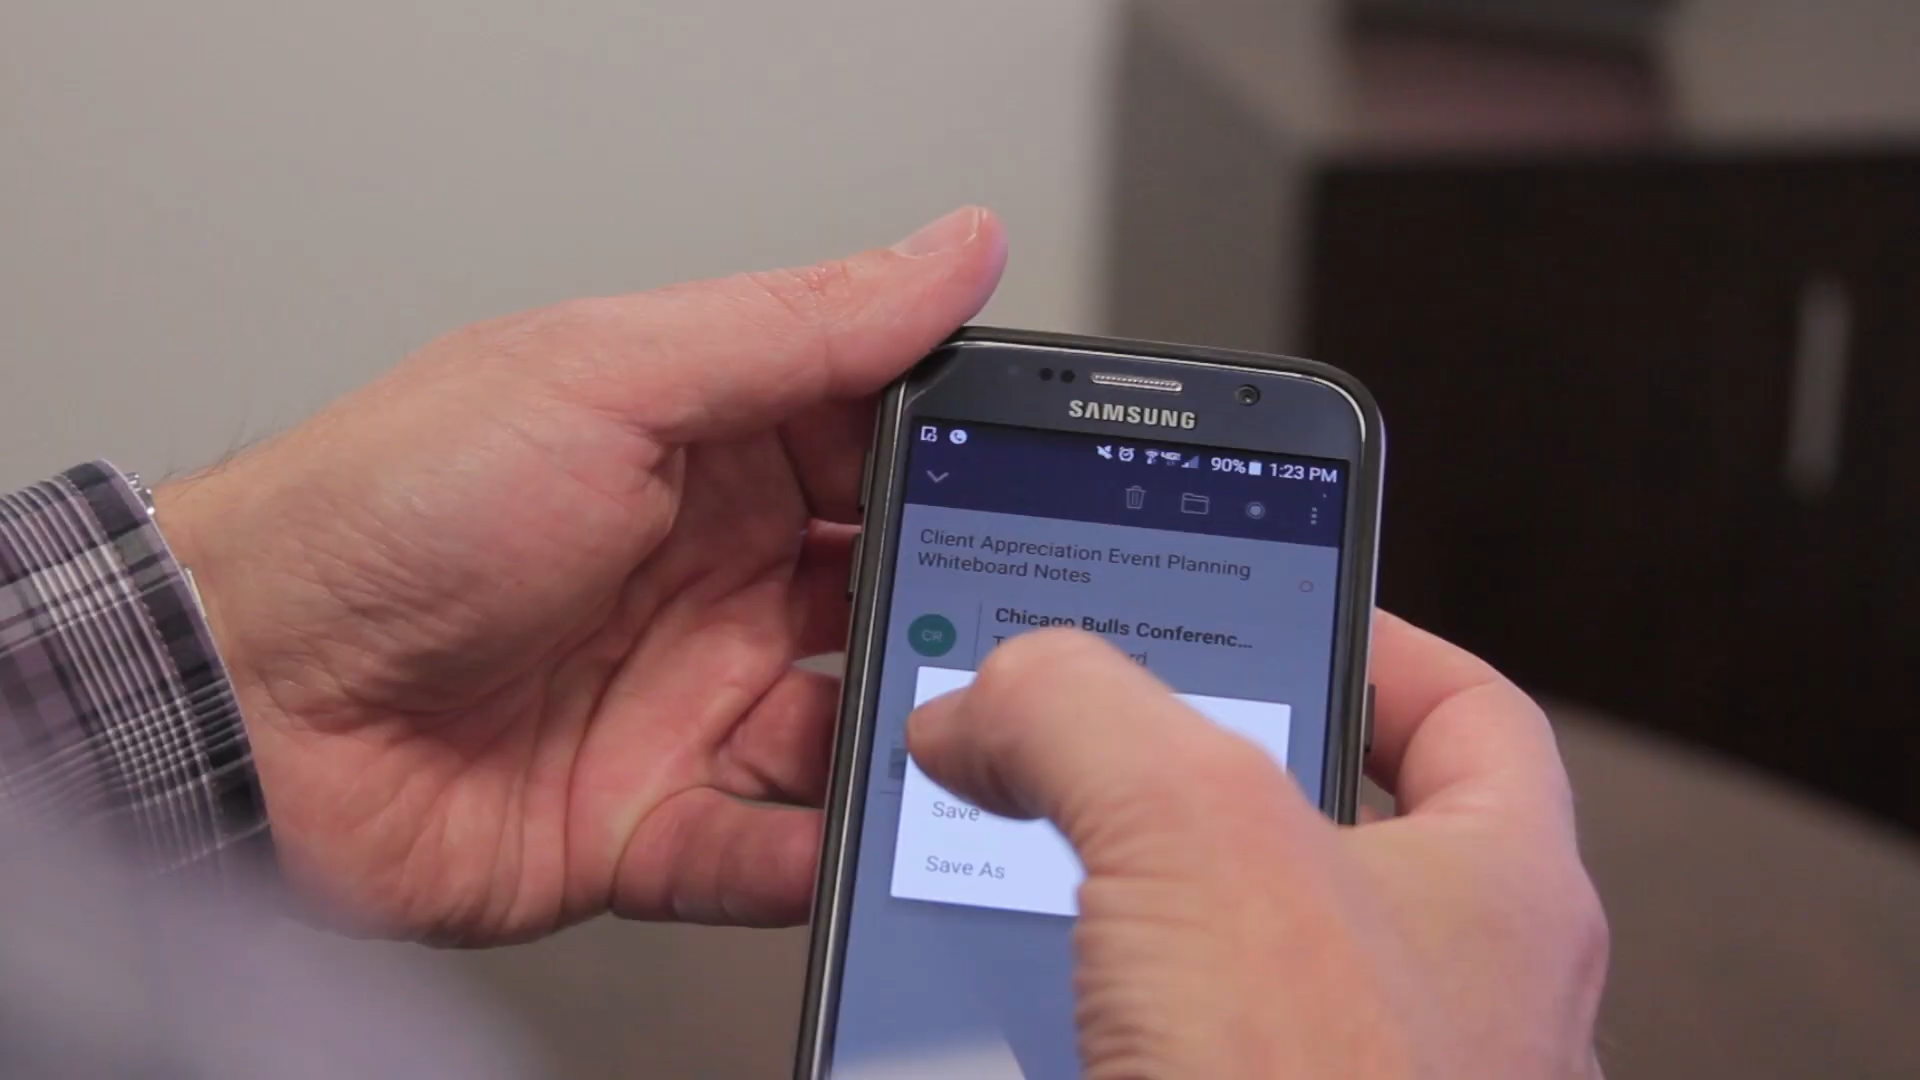 SAMSUNG
90% 1:23 PM
Client Appreciation Event Planning
Whiteboard Notes
CR
Chicago Bulls Conferenc...
Save
Save As